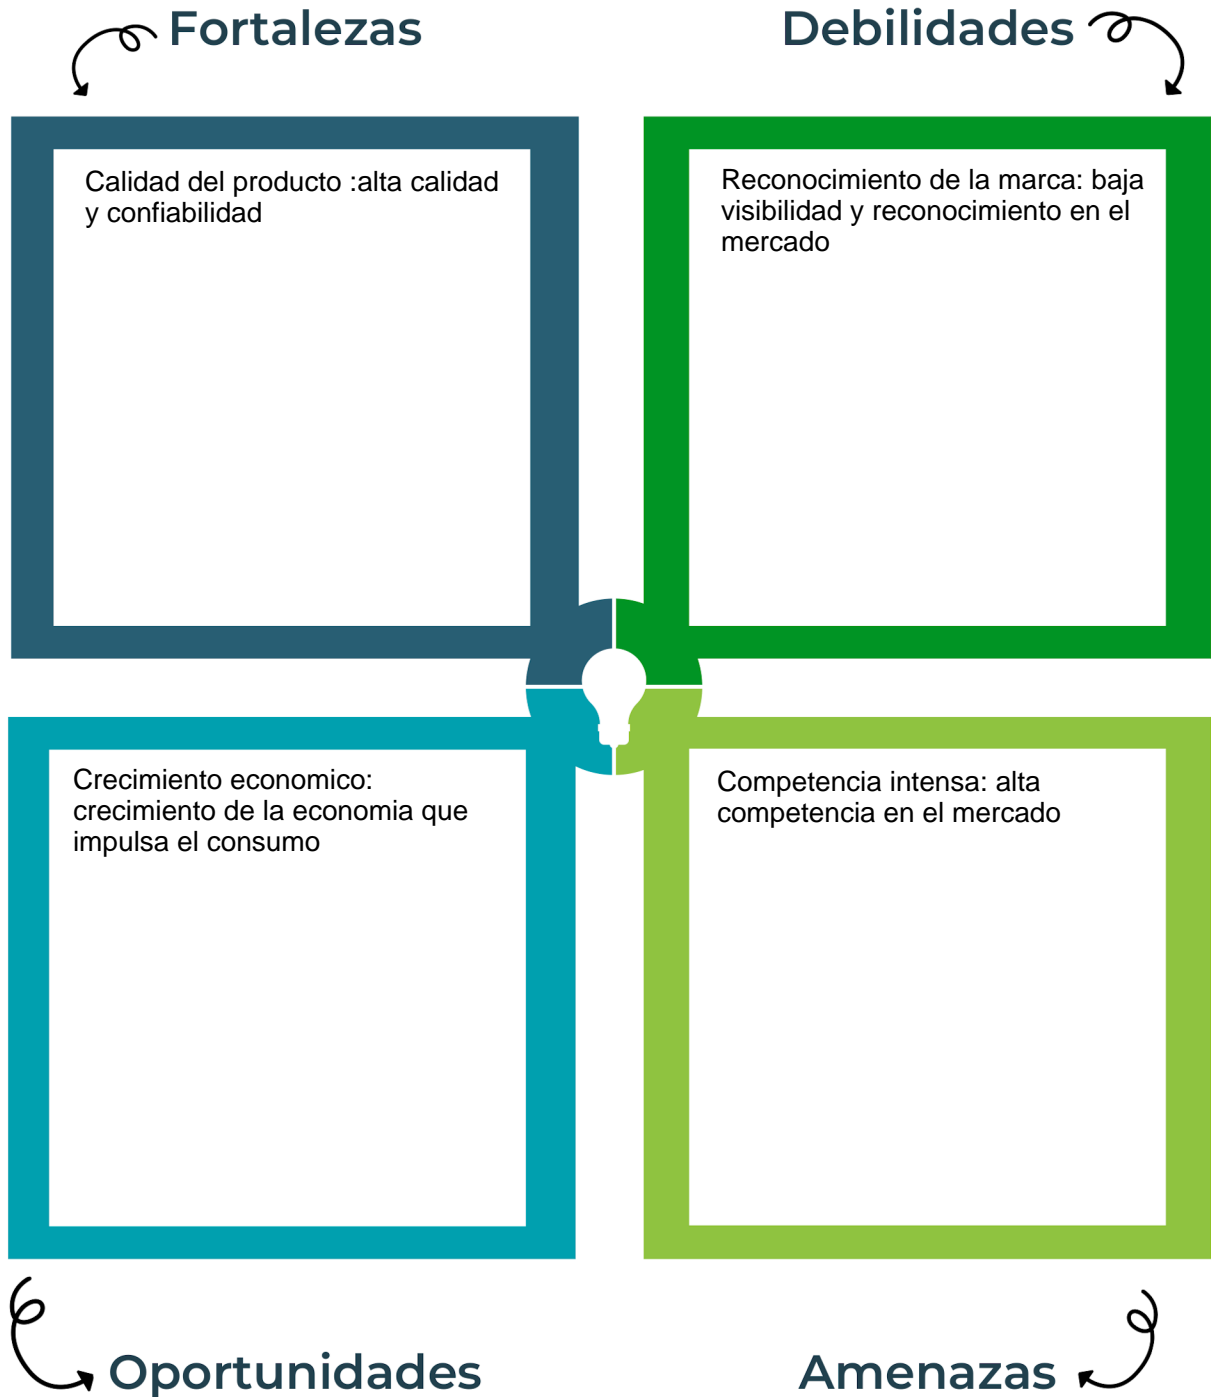 Fortalezas
Debilidades
Calidad del producto :alta calidad
y confiabilidad
Reconocimiento de la marca: baja
visibilidad y reconocimiento en el
mercado
Crecimiento economico:
crecimiento de la economia que
impulsa el consumo
Competencia intensa: alta
competencia en el mercado
Oportunidades
Amenazas